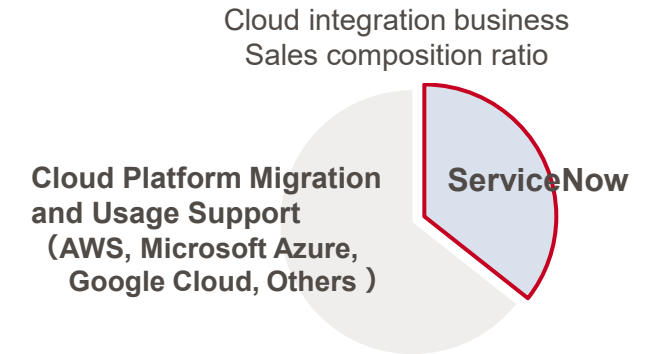 Cloud integration business
Sales composition ratio
Cloud Platform Migration
and Usage Support
（AWS, Microsoft Azure,
Google Cloud, Others ）
ServiceNow